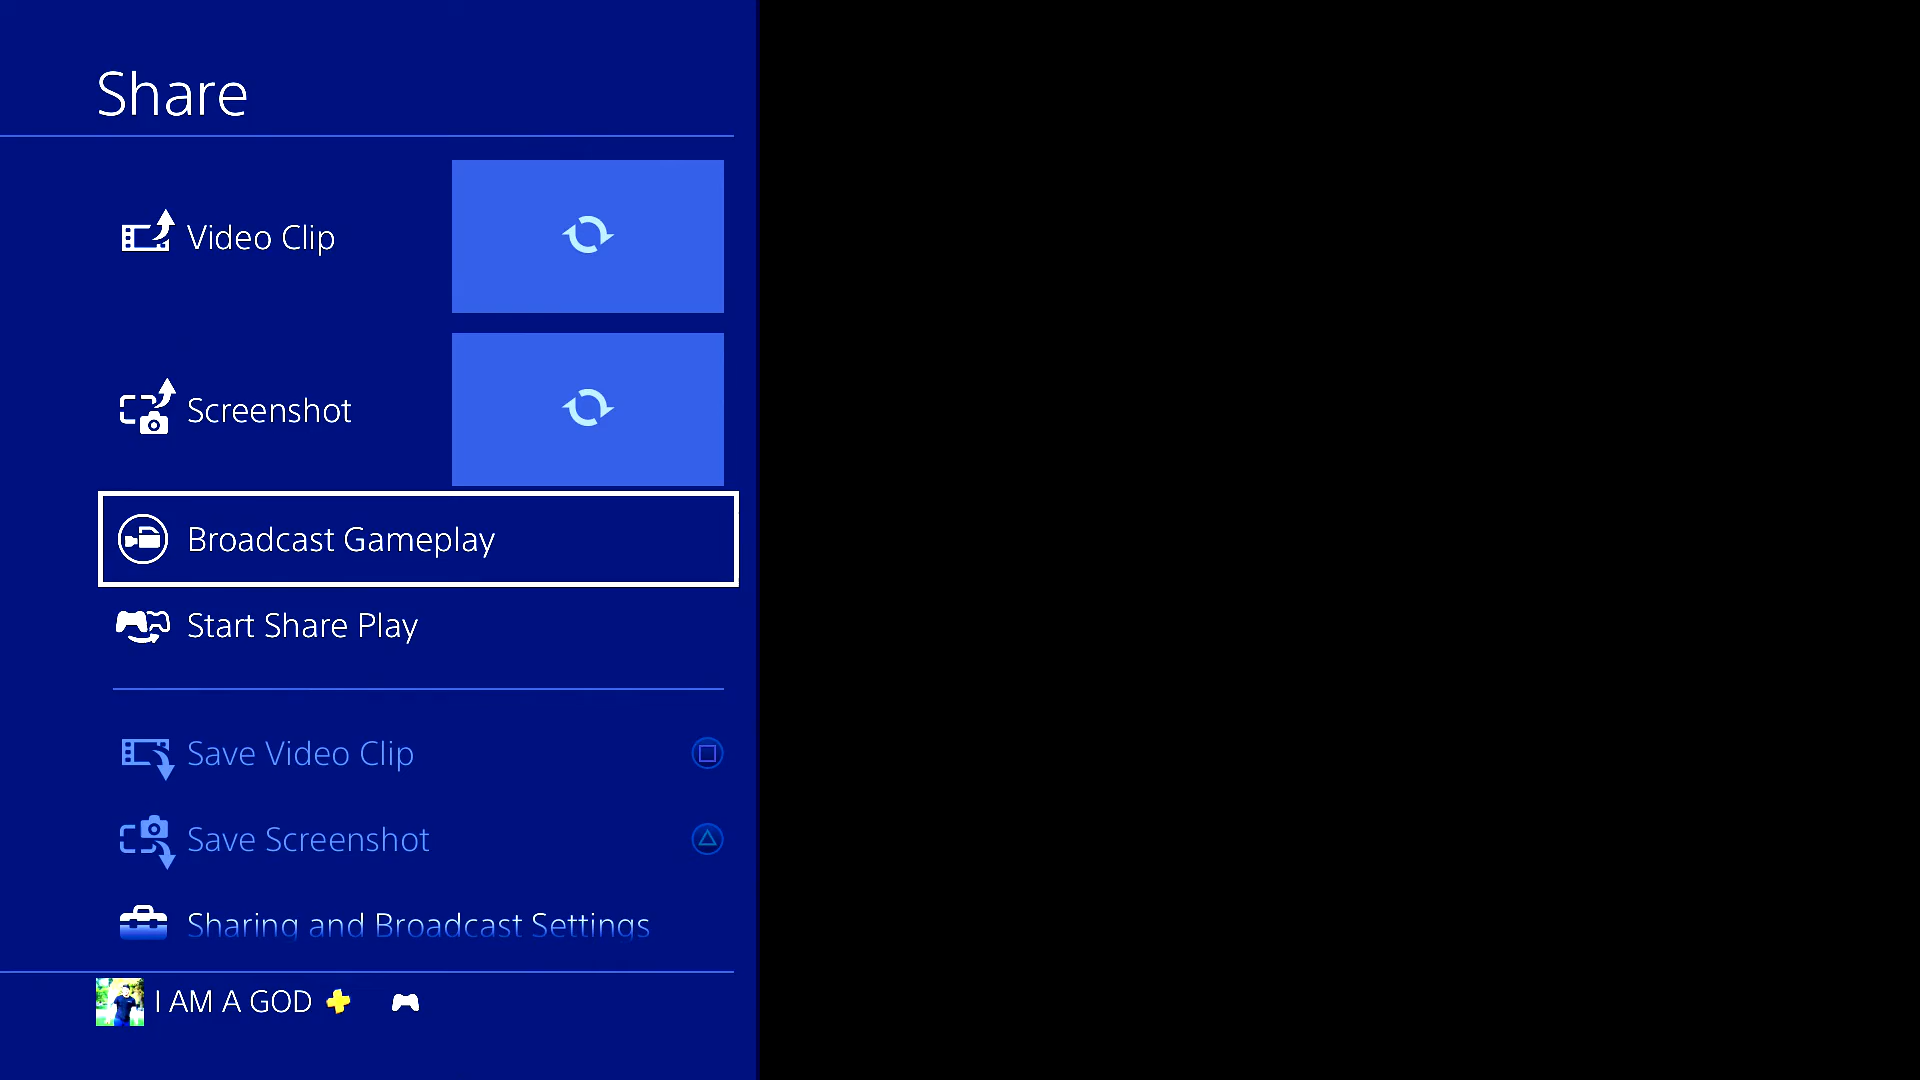 Share
Video Clip
Screenshot
Broadcast Gameplay
Start Share Play
Save Video Clip
Save Screenshot
Sharing and Broadcast Settings
I AM A GOD